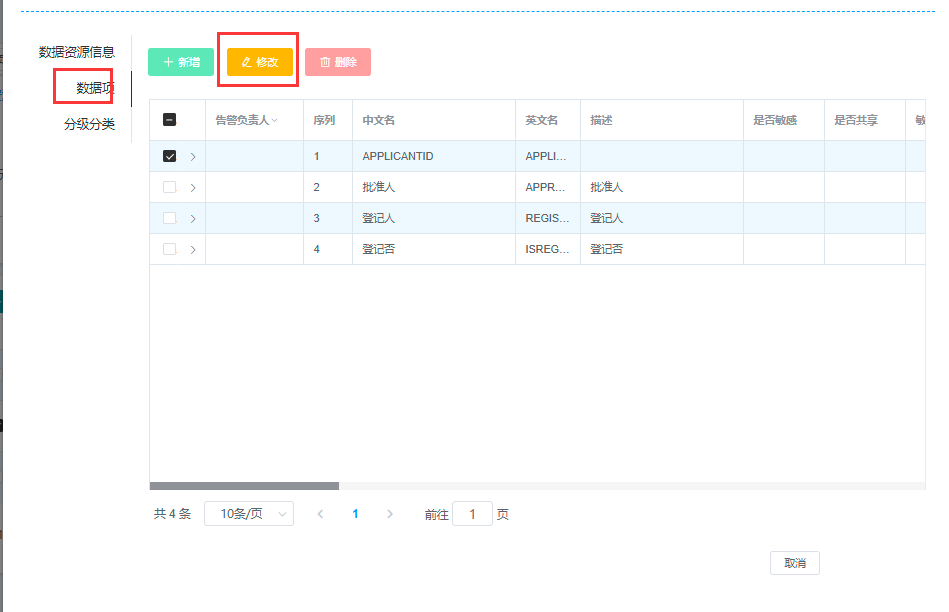 数据资源信息
数据项
分级分类
新增 修改 删除
告警负责人 序列 中文名 英文名 描述 是否敏感 是否共享 敏
1 APPLICANTID APPLI...
2 批准人 APPR... 批准人
3 登记人 REGIS... 登记人
4 登记否 ISREG... 登记否
共 4 条 10条/页 1 前往 1 页
取消